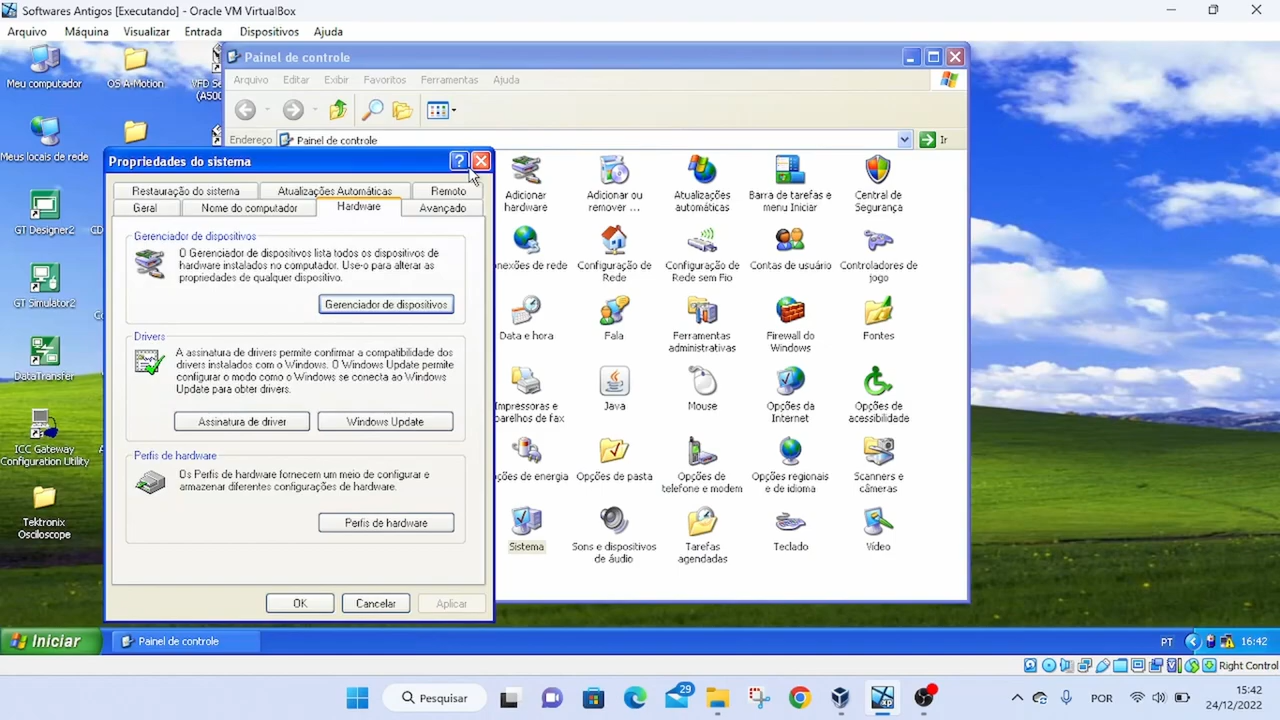 Softwares Antigos [Executando] - Oracle VM VirtualBox
Arquivo Máquina Visualizar Entrada Dispositivos Ajuda
Meu computador
OS A-Motion
VFD Se
(A500
Meus locais de rede
GT Designer2
GT Simulator2
DataTransfer
ICC Gateway
Configuration Utility
Tektronix
Osciloscope
Painel de controle
Arquivo Editar Exibir Favoritos Ferramentas Ajuda
Endereço Painel de controle Ir
Propriedades do sistema
Restauração do sistema Atualizações Automáticas Remoto
Geral Nome do computador Hardware Avançado
Gerenciador de dispositivos
O Gerenciador de dispositivos lista todos os dispositivos de
hardware instalados no computador. Use-o para alterar as
propriedades de qualquer dispositivo.
Gerenciador de dispositivos
Drivers
A assinatura de drivers permite confirmar a compatibilidade dos
drivers instalados com o Windows. O Windows Update permite
configurar o modo como o Windows se conecta ao Windows
Update para obter drivers.
Assinatura de driver Windows Update
Perfis de hardware
Os Perfis de hardware fornecem um meio de configurar e
armazenar diferentes configurações de hardware.
Perfis de hardware
OK Cancelar Aplicar
Adicionar
hardware
Adicionar ou
remover ...
Atualizações
automáticas
Barra de tarefas e
menu Iniciar
Central de
Segurança
nexões de rede
Configuração de
Rede
Configuração de
Rede sem Fio
Contas de usuário
Controladores de
jogo
Data e hora
Fala
Ferramentas
administrativas
Firewall do
Windows
Fontes
Impressoras e
parelhos de fax
Java
Mouse
Opções da
Internet
Opções de
acessibilidade
ções de energia
Opções de pasta
Opções de
telefone e modem
Opções regionais
e de idioma
Scanners e
câmeras
Sistema
Sons e dispositivos
de áudio
Tarefas
agendadas
Teclado
Vídeo
Iniciar Painel de controle PT 16:42
Right Control
Pesquisar 29 POR 15:42
24/12/2022